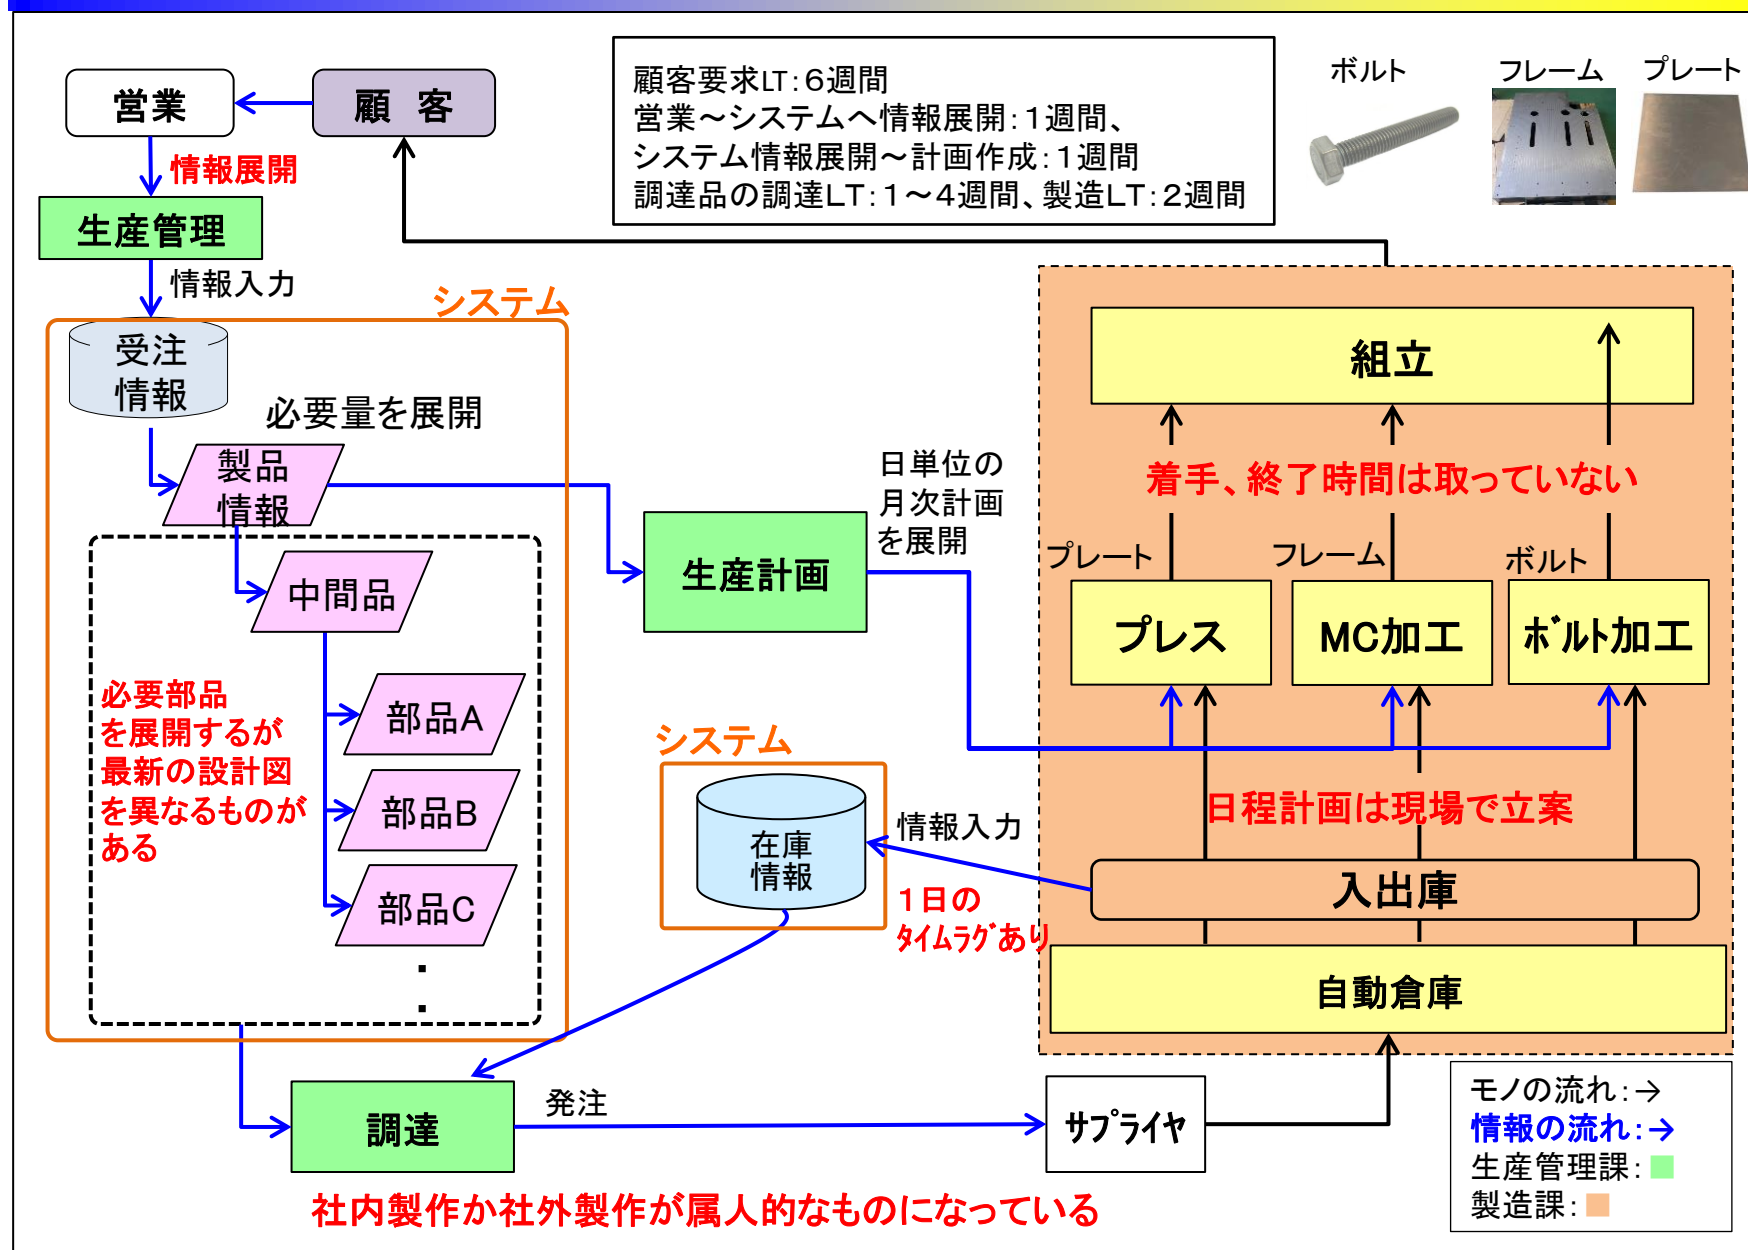 顧客要求LT：6週間
営業～システムへ情報展開：1週間、
システム情報展開～計画作成：1週間
調達品の調達LT：1～4週間、製造LT：2週間
ボルト
フレーム
プレート
営業
顧　客
情報展開
生産管理
情報入力
システム
受注
情報
必要量を展開
製品
情報
中間品
必要部品
を展開するが
最新の設計図
を異なるものが
ある
部品A
部品B
部品C
・
・
生産計画
日単位の
月次計画
を展開
組立
着手、終了時間は取っていない
プレート
フレーム
ボルト
プレス
MC加工
ﾎﾞﾙﾄ加工
日程計画は現場で立案
システム
在庫
情報
情報入力
1日の
ﾀｲﾑﾗｸﾞあり
入出庫
自動倉庫
調達
発注
ｻﾌﾟﾗｲﾔ
社内製作か社外製作が属人的なものになっている
モノの流れ：→
情報の流れ：→
生産管理課：■
製造課：■